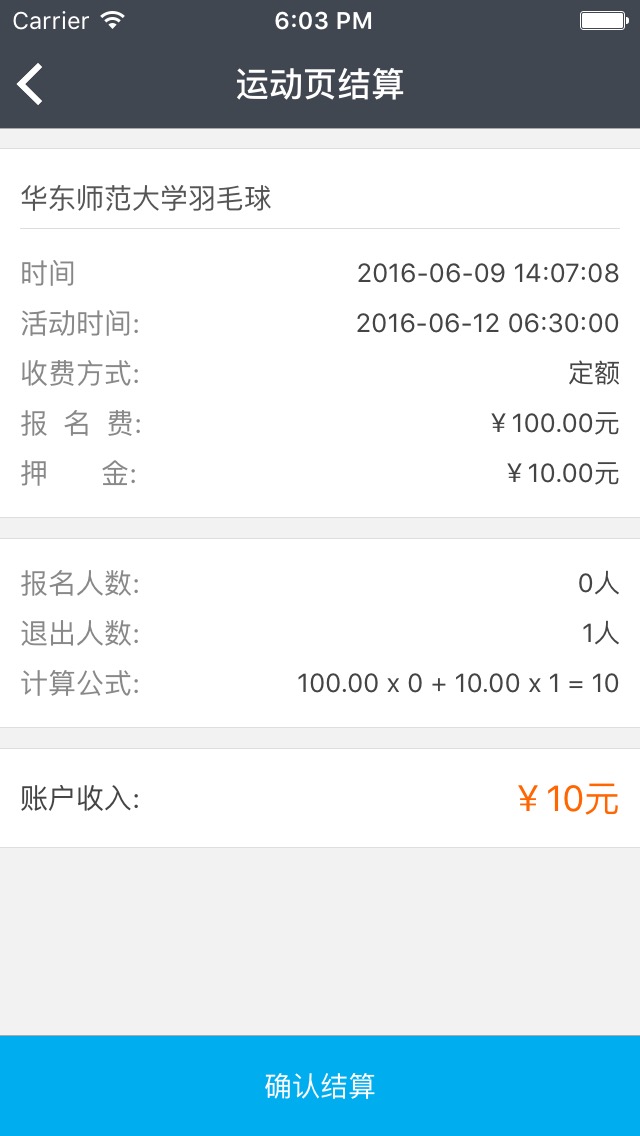 Carrier 6:03 PM
运动页结算
华东师范大学羽毛球
时间 2016-06-09 14:07:08
活动时间: 2016-06-12 06:30:00
收费方式: 定额
报 名 费: ￥100.00元
押 金: ￥10.00元
报名人数: 0人
退出人数: 1人
计算公式: 100.00 x 0 + 10.00 x 1 = 10
账户收入: ￥10元
确认结算